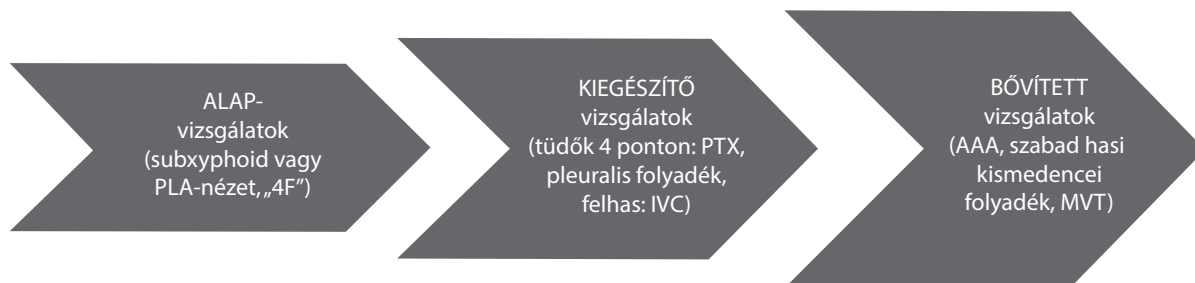 ALAP-
vizsgálatok
(subxyphoid vagy
PLA-nézet, „4F”)
KIEGÉSZÍTŐ
vizsgálatok
(tüdők 4 ponton: PTX,
pleuralis folyadék,
felhas: IVC)
BŐVÍTETT
vizsgálatok
(AAA, szabad hasi
kismedencei
folyadék, MVT)